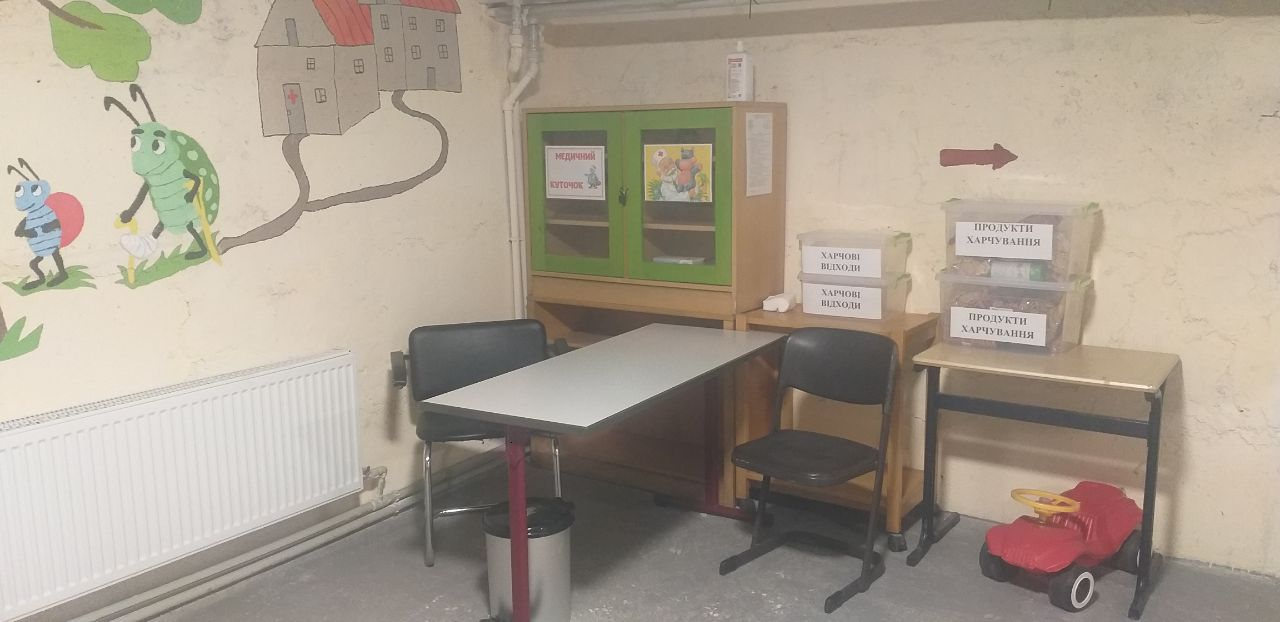 МЕДИЧНИЙ
КУТОЧОК
ХАРЧОВІ
ВІДХОДИ
ХАРЧОВІ
ВІДХОДИ
ПРОДУКТИ
ХАРЧУВАННЯ
ПРОДУКТИ
ХАРЧУВАННЯ